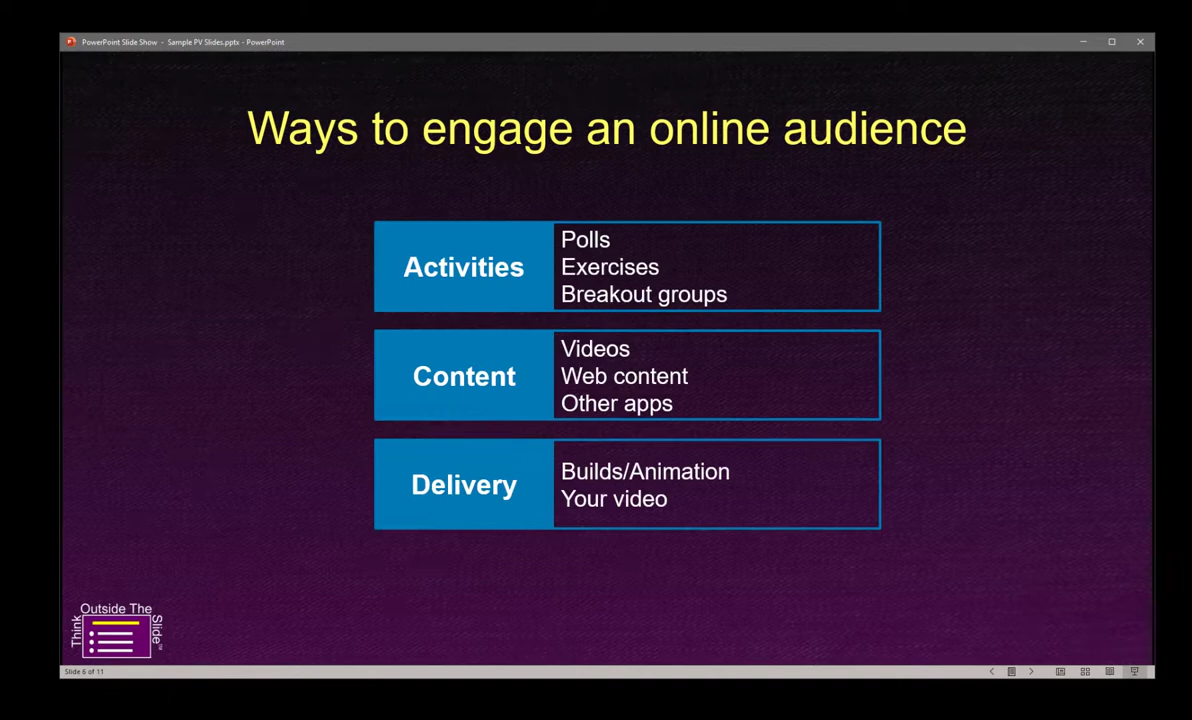 PowerPoint Slide Show - Sample PV Slides.pptx - PowerPoint
Ways to engage an online audience
Activities
Polls
Exercises
Breakout groups
Content
Videos
Web content
Other apps
Delivery
Builds/Animation
Your video
Think
Outside The
Slide™
Slide 6 of 11